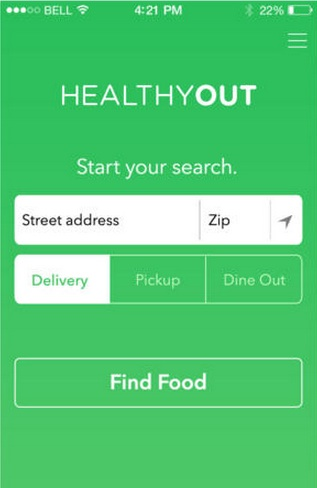 BELL 4:21 PM 22%
HEALTHYOUT
Start your search.
Street address Zip
Delivery Pickup Dine Out
Find Food